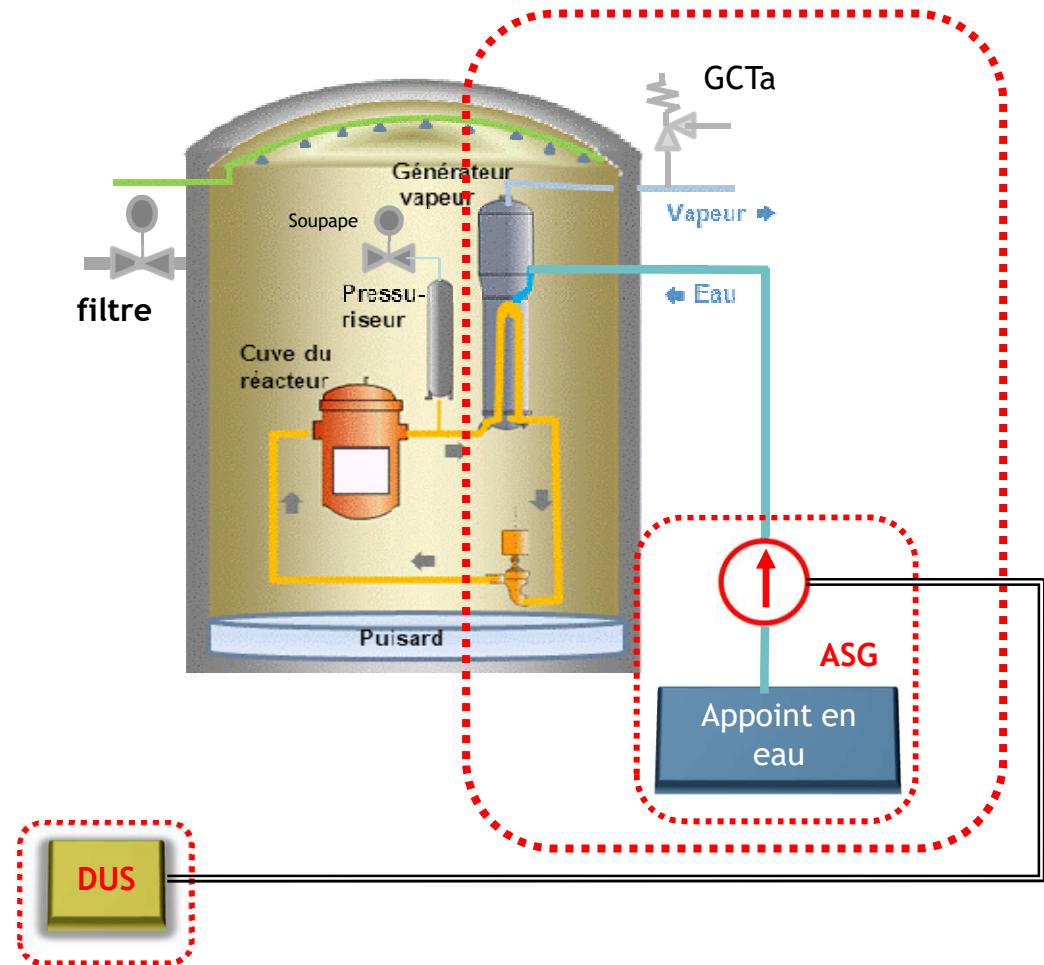 GCTa
Générateur
vapeur
Soupape
Vapeur
filtre
Pressu-
riseur
Eau
Cuve du
réacteur
ASG
Puisard
Appoint en
eau
DUS